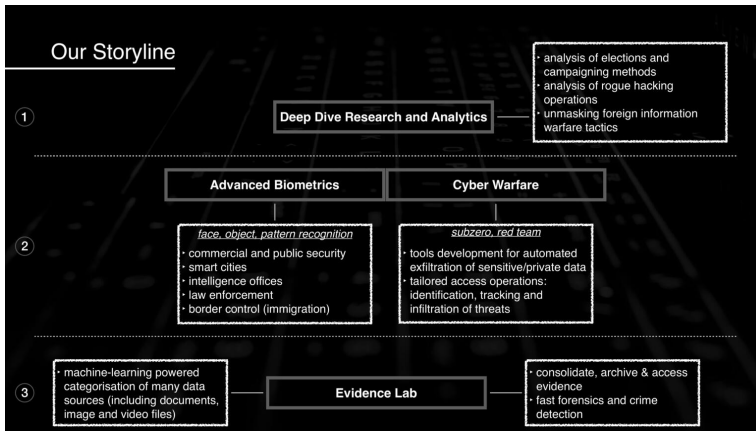 Our Storyline
‣ analysis of elections and
campaigning methods
‣ analysis of rogue hacking
operations
‣ unmasking foreign information
warfare tactics
1
Deep Dive Research and Analytics
Advanced Biometrics
Cyber Warfare
2
face, object, pattern recognition
‣ commercial and public security
‣ smart cities
‣ intelligence offices
‣ law enforcement
‣ border control (immigration)
subzero, red team
‣ tools development for automated
exfiltration of sensitive/private data
‣ tailored access operations:
identification, tracking and
infiltration of threats
3
‣ machine-learning powered
categorisation of many data
sources (including documents,
image and video files)
Evidence Lab
‣ consolidate, archive & access
evidence
‣ fast forensics and crime
detection